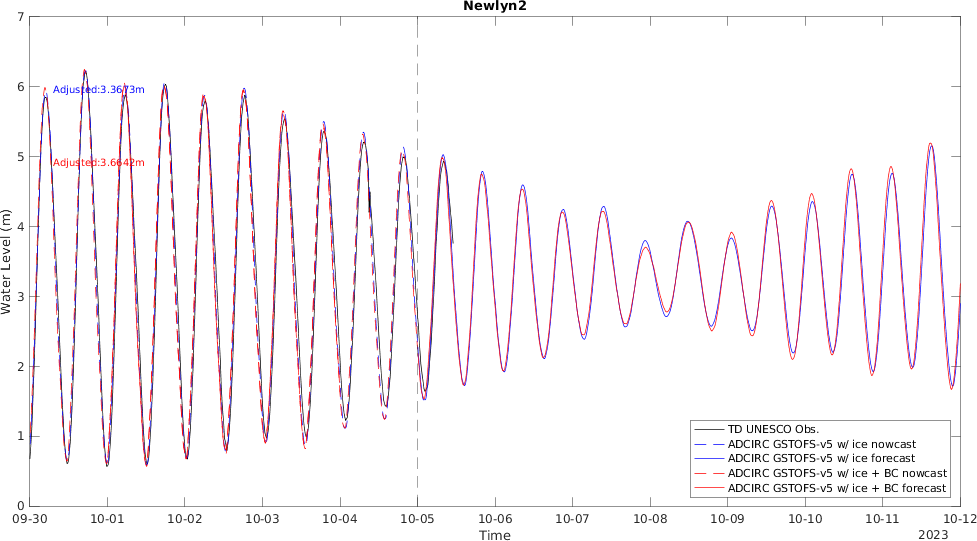 Newlyn2
7
6
5
4
3
2
1
0
Water Level (m)
Adjusted:3.3673m
Adjusted:3.6642m
TD UNESCO Obs.
ADCIRC GSTOFS-v5 w/ ice nowcast
ADCIRC GSTOFS-v5 w/ ice forecast
ADCIRC GSTOFS-v5 w/ ice + BC nowcast
ADCIRC GSTOFS-v5 w/ ice + BC forecast
09-30 10-01 10-02 10-03 10-04 10-05 10-06 10-07 10-08 10-09 10-10 10-11 10-12
Time
2023